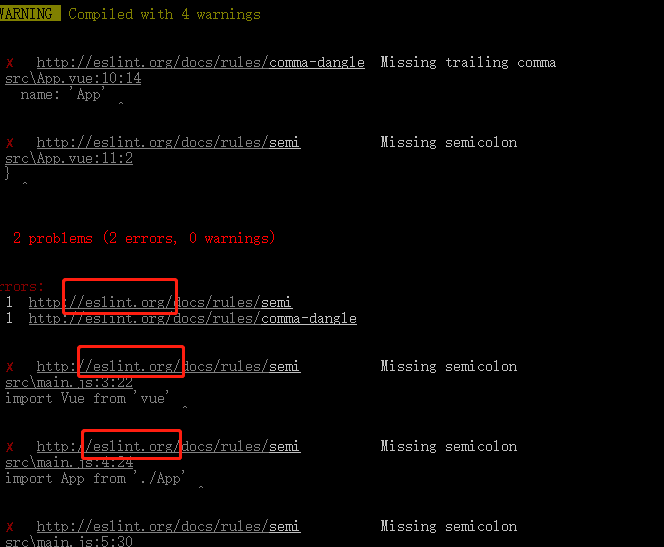 WARNING  Compiled with 4 warnings
✘  http://eslint.org/docs/rules/comma-dangle  Missing trailing comma
src\App.vue:10:14
name: 'App'
^
✘  http://eslint.org/docs/rules/semi  Missing semicolon
src\App.vue:11:2
}
^
2 problems (2 errors, 0 warnings)
rrors:
1  http://eslint.org/docs/rules/semi
1  http://eslint.org/docs/rules/comma-dangle
✘  http://eslint.org/docs/rules/semi  Missing semicolon
src\main.js:3:22
import Vue from 'vue'
^
✘  http://eslint.org/docs/rules/semi  Missing semicolon
src\main.js:4:24
import App from './App'
^
✘  http://eslint.org/docs/rules/semi  Missing semicolon
src\main.js:5:30